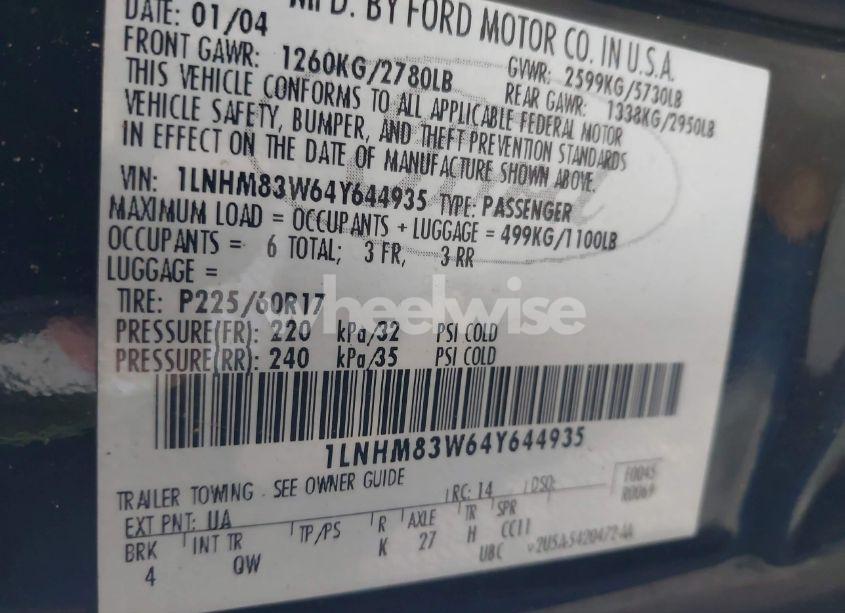 DATE: 01/04 MFD. BY FORD MOTOR CO. IN U.S.A.
FRONT GAWR: 1260KG/2780LB GVWR: 2599KG/5730LB
REAR GAWR: 1338KG/2950LB
THIS VEHICLE CONFORMS TO ALL APPLICABLE FEDERAL MOTOR
VEHICLE SAFETY, BUMPER, AND THEFT PREVENTION STANDARDS
IN EFFECT ON THE DATE OF MANUFACTURE SHOWN ABOVE.
VIN: 1LNHM83W64Y644935 TYPE: PASSENGER
MAXIMUM LOAD = OCCUPANTS + LUGGAGE = 499KG/1100LB
OCCUPANTS = 6 TOTAL; 3 FR, 3 RR
LUGGAGE =
TIRE: P225/60R17
wheelwise
PRESSURE(FR): 220 kPa/32 PSI COLD
PRESSURE(RR): 240 kPa/35 PSI COLD
1LNHM83W64Y644935
TRAILER TOWING - SEE OWNER GUIDE
RC: 14 DSO: F0045
R0069
EXT PNT: UA
BRK INT TR TP/PS R AXLE TR SPR
4 QW K 27 H CC11
UBC